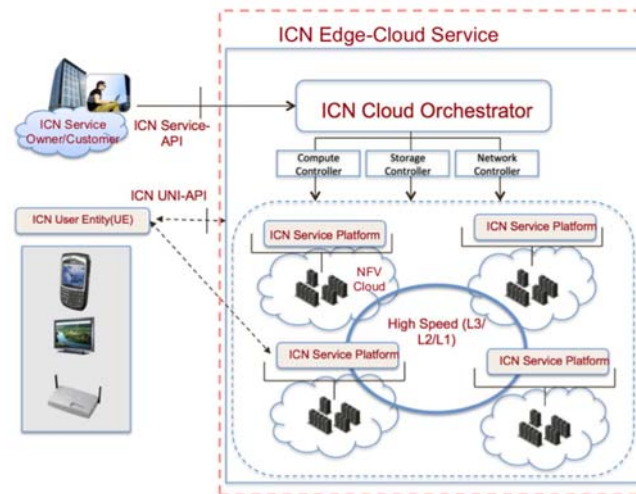 ICN Edge-Cloud Service
ICN Cloud Orchestrator
ICN Service
Owner/Customer
ICN Service-
API
Compute
Controller
Storage
Controller
Network
Controller
ICN UNI-API
ICN User Entity(UE)
ICN Service Platform
ICN Service Platform
NFV
Cloud
High Speed (L3/
L2/L1)
ICN Service Platform
ICN Service Platform